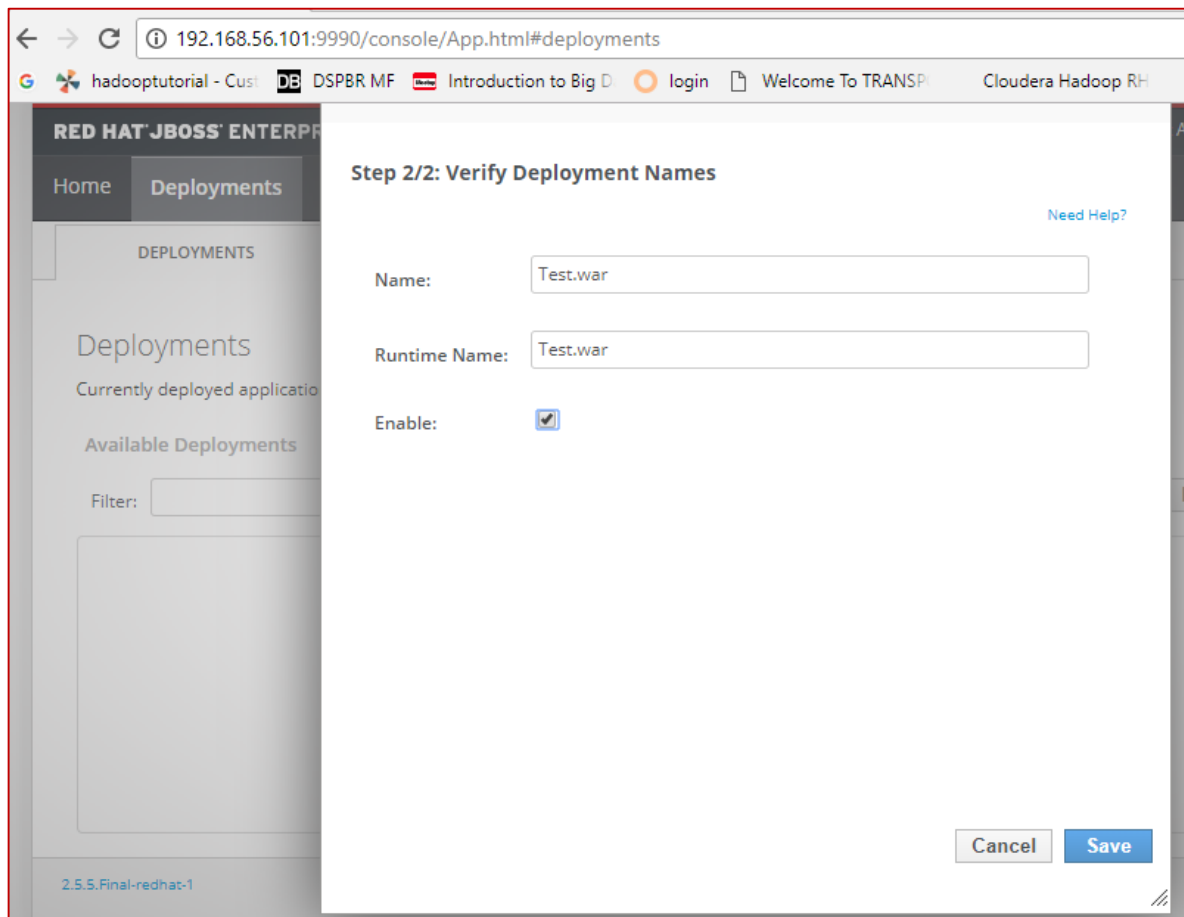 192.168.56.101:9990/console/App.html#deployments
G hadooptutorial - Cust DB DSPBR MF Introduction to Big D login Welcome To TRANSP Cloudera Hadoop RH
RED HAT JBOSS ENTERPR
Home Deployments
DEPLOYMENTS
Deployments
Currently deployed applicatio
Available Deployments
Filter:
2.5.5.Final-redhat-1
Step 2/2: Verify Deployment Names
Need Help?
Name: Test.war
Runtime Name: Test.war
Enable:
Cancel Save